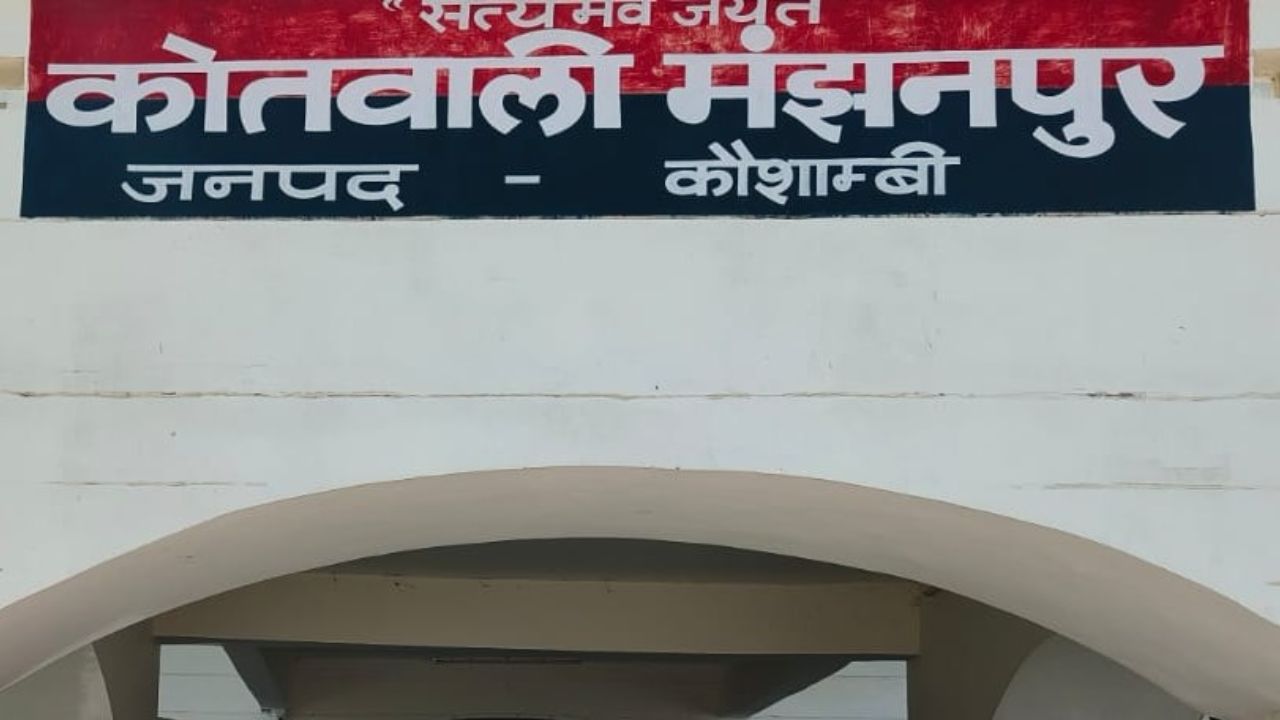 “ सत्यमेव जयते
कोतवाली मंझनपुर
जनपद - कौशाम्बी